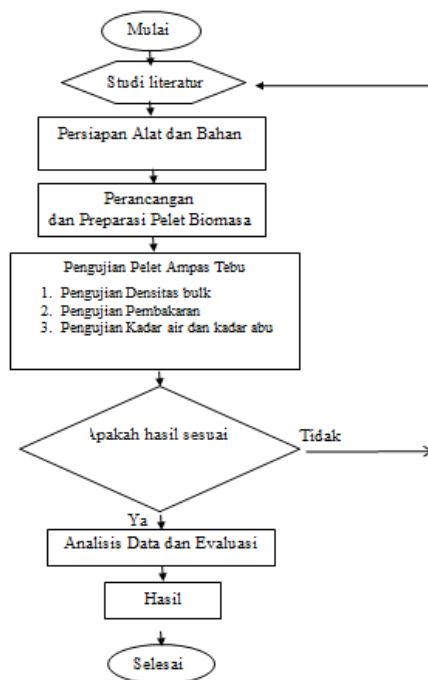 Mulai
Studi literatur
Persiapan Alat dan Bahan
Perancangan
dan Preparasi Pelet Biomasa
Pengujian Pelet Ampas Tebu
1. Pengujian Densitas bulk
2. Pengujian Pembakaran
3. Pengujian Kadar air dan kadar abu
Apakah hasil sesuai
Tidak
Ya
Analisis Data dan Evaluasi
Hasil
Selesai